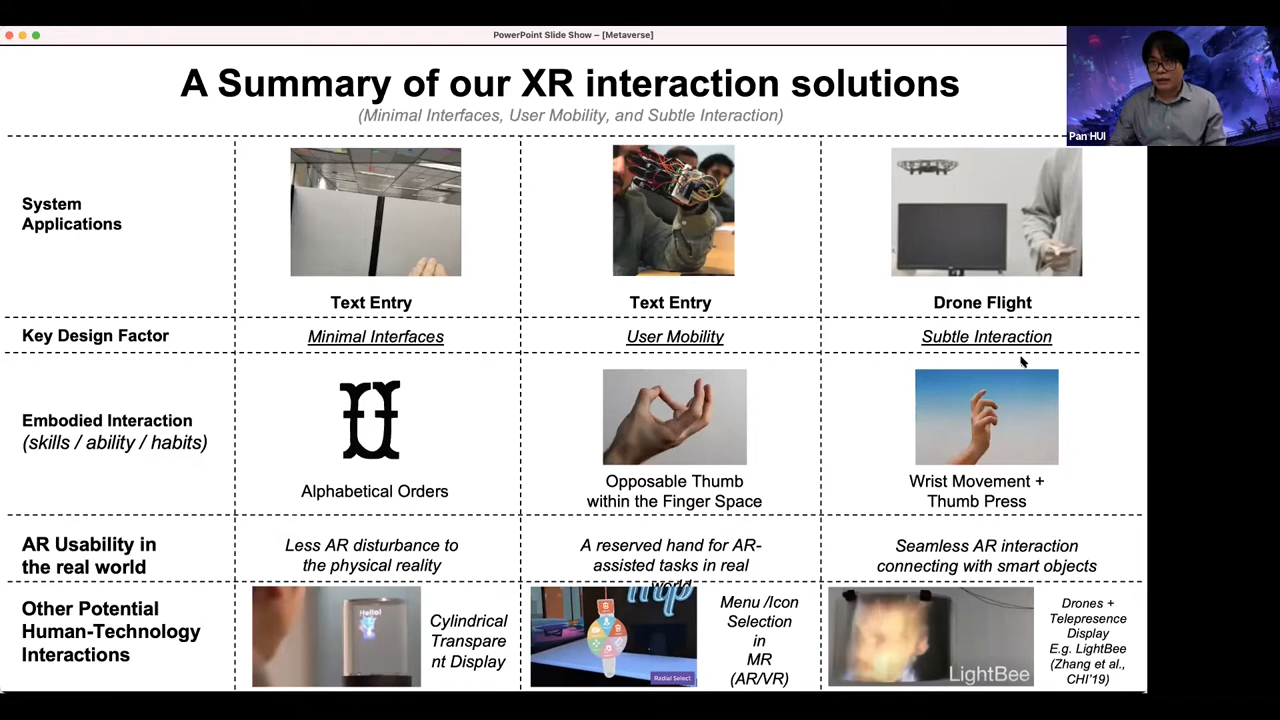 PowerPoint Slide Show – [Metaverse]
A Summary of our XR interaction solutions
(Minimal Interfaces, User Mobility, and Subtle Interaction)
Pan HUI
System
Applications
Text Entry
Text Entry
Drone Flight
Key Design Factor
Minimal Interfaces
User Mobility
Subtle Interaction
Embodied Interaction
(skills / ability / habits)
Alphabetical Orders
Opposable Thumb
within the Finger Space
Wrist Movement +
Thumb Press
AR Usability in
the real world
Less AR disturbance to
the physical reality
A reserved hand for AR-
assisted tasks in real
world
Seamless AR interaction
connecting with smart objects
Other Potential
Human-Technology
Interactions
Hello!
Cylindrical
Transpare
nt Display
Radial Select
Menu /Icon
Selection
in
MR
(AR/VR)
LightBee
Drones +
Telepresence
Display
E.g. LightBee
(Zhang et al.,
CHI'19)